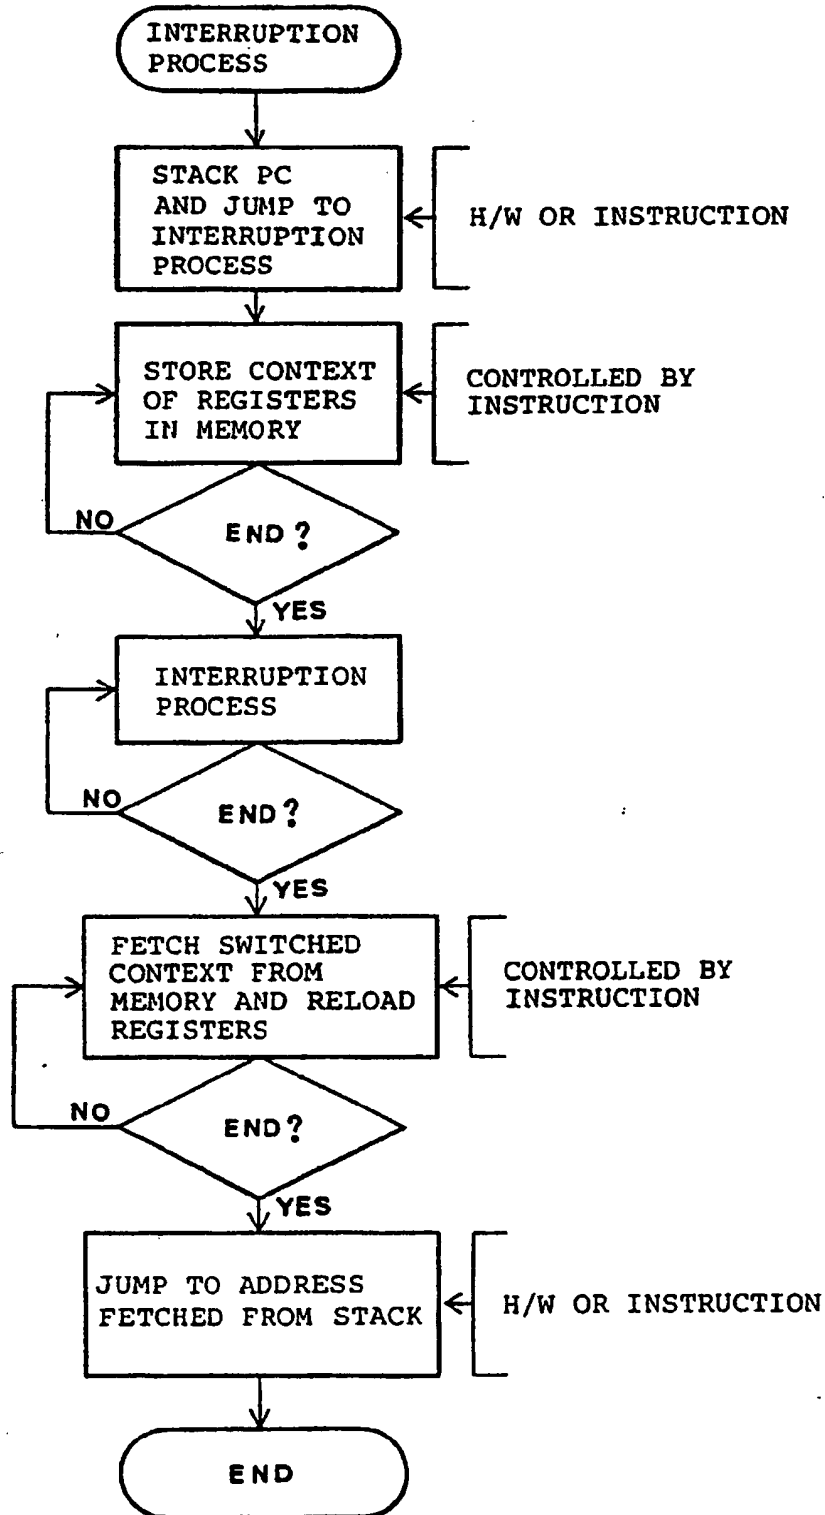 INTERRUPTION
PROCESS
STACK PC
AND JUMP TO
INTERRUPTION
PROCESS
H/W OR INSTRUCTION
STORE CONTEXT
OF REGISTERS
IN MEMORY
CONTROLLED BY
INSTRUCTION
NO
END?
YES
INTERRUPTION
PROCESS
NO
END?
YES
FETCH SWITCHED
CONTEXT FROM
MEMORY AND RELOAD
REGISTERS
CONTROLLED BY
INSTRUCTION
NO
END?
YES
JUMP TO ADDRESS
FETCHED FROM STACK
H/W OR INSTRUCTION
END